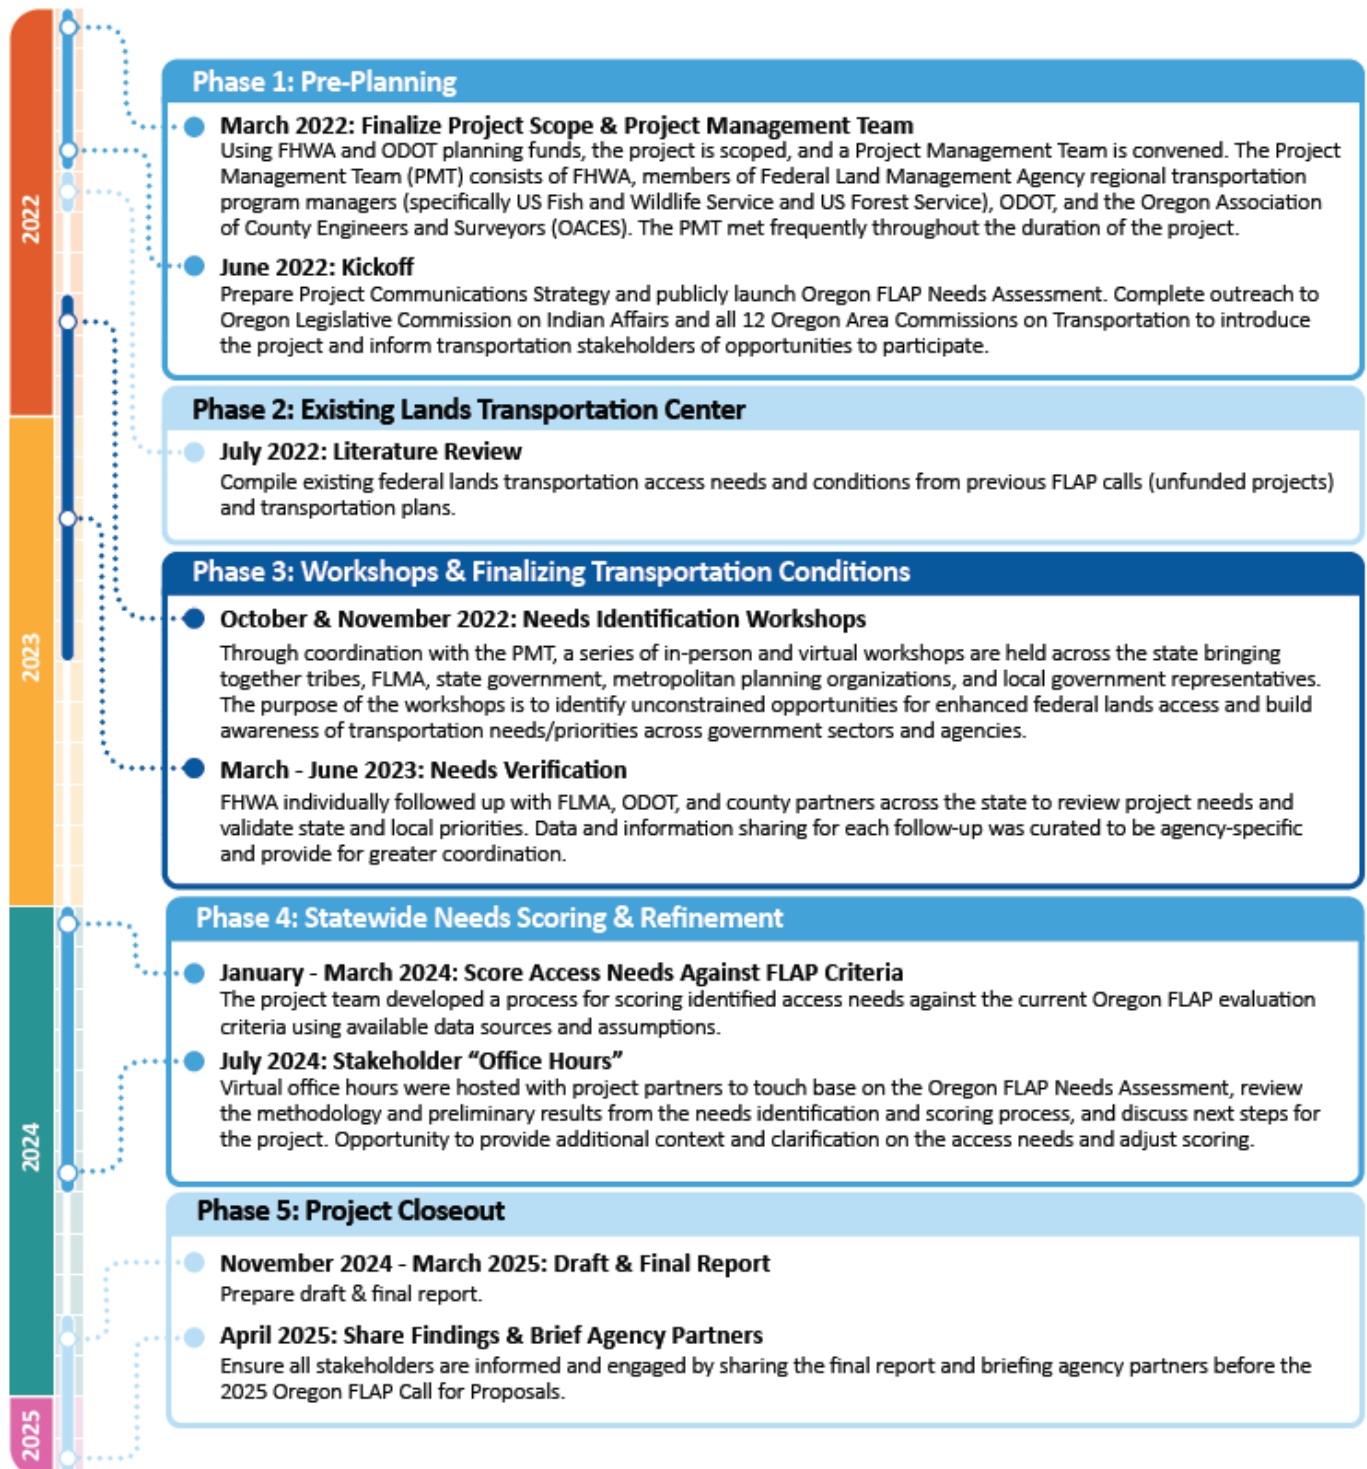 2022
2023
2024
2025
Phase 1: Pre-Planning
March 2022: Finalize Project Scope & Project Management Team
Using FHWA and ODOT planning funds, the project is scoped, and a Project Management Team is convened. The Project
Management Team (PMT) consists of FHWA, members of Federal Land Management Agency regional transportation
program managers (specifically US Fish and Wildlife Service and US Forest Service), ODOT, and the Oregon Association
of County Engineers and Surveyors (OACES). The PMT met frequently throughout the duration of the project.
June 2022: Kickoff
Prepare Project Communications Strategy and publicly launch Oregon FLAP Needs Assessment. Complete outreach to
Oregon Legislative Commission on Indian Affairs and all 12 Oregon Area Commissions on Transportation to introduce
the project and inform transportation stakeholders of opportunities to participate.
Phase 2: Existing Lands Transportation Center
July 2022: Literature Review
Compile existing federal lands transportation access needs and conditions from previous FLAP calls (unfunded projects)
and transportation plans.
Phase 3: Workshops & Finalizing Transportation Conditions
October & November 2022: Needs Identification Workshops
Through coordination with the PMT, a series of in-person and virtual workshops are held across the state bringing
together tribes, FLMA, state government, metropolitan planning organizations, and local government representatives.
The purpose of the workshops is to identify unconstrained opportunities for enhanced federal lands access and build
awareness of transportation needs/priorities across government sectors and agencies.
March - June 2023: Needs Verification
FHWA individually followed up with FLMA, ODOT, and county partners across the state to review project needs and
validate state and local priorities. Data and information sharing for each follow-up was curated to be agency-specific
and provide for greater coordination.
Phase 4: Statewide Needs Scoring & Refinement
January - March 2024: Score Access Needs Against FLAP Criteria
The project team developed a process for scoring identified access needs against the current Oregon FLAP evaluation
criteria using available data sources and assumptions.
July 2024: Stakeholder “Office Hours”
Virtual office hours were hosted with project partners to touch base on the Oregon FLAP Needs Assessment, review
the methodology and preliminary results from the needs identification and scoring process, and discuss next steps for
the project. Opportunity to provide additional context and clarification on the access needs and adjust scoring.
Phase 5: Project Closeout
November 2024 - March 2025: Draft & Final Report
Prepare draft & final report.
April 2025: Share Findings & Brief Agency Partners
Ensure all stakeholders are informed and engaged by sharing the final report and briefing agency partners before the
2025 Oregon FLAP Call for Proposals.